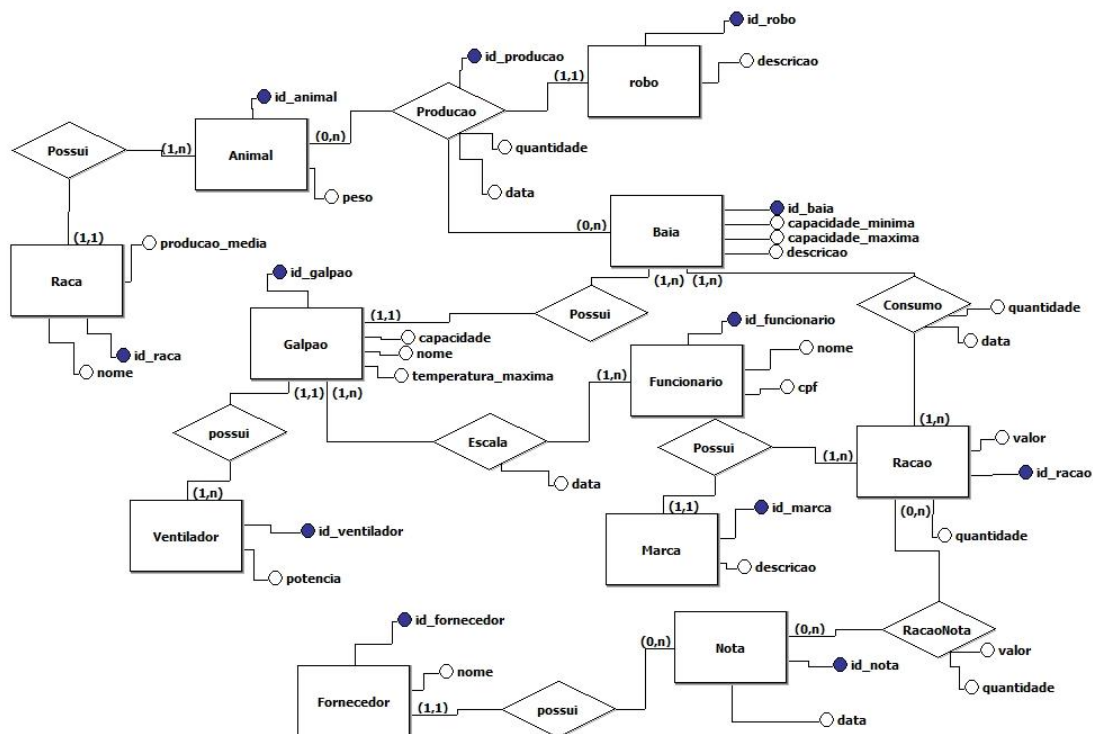 id_robo
robo
descricao
id_producao
(1,1)
Producao
id_animal
(0,n)
quantidade
data
Possui
(1,n)
Animal
peso
(1,1)
producao_media
Raca
id_raca
nome
(0,n)
Baia
id_baia
capacidade_minima
capacidade_maxima
descricao
(1,n)
(1,n)
id_galpao
(1,1)
Possui
Consumo
quantidade
data
Galpao
capacidade
nome
temperatura_maxima
id_funcionario
nome
(1,n)
Funcionario
cpf
(1,1)
(1,n)
possui
Escala
data
Possui
(1,n)
(1,n)
Racao
valor
id_racao
(0,n)
quantidade
(1,n)
Ventilador
id_ventilador
potencia
(1,1)
id_marca
Marca
descricao
id_fornecedor
nome
Fornecedor
(1,1)
possui
(0,n)
Nota
(0,n)
id_nota
data
RacaoNota
valor
quantidade